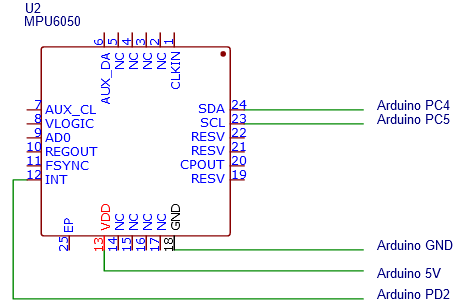 U2
MPU6050
6 5 4 3 2 1
AUX_DA NC NC NC NC CLKIN
7 AUX_CL
8 VLOGIC
9 AD0
10 REGOUT
11 FSYNC
12 INT
SDA 24 Arduino PC4
SCL 23 Arduino PC5
RESV 22
RESV 21
CPOUT 20
RESV 19
EP VDD NC NC NC NC GND
25 13 14 15 16 17 18
Arduino GND
Arduino 5V
Arduino PD2